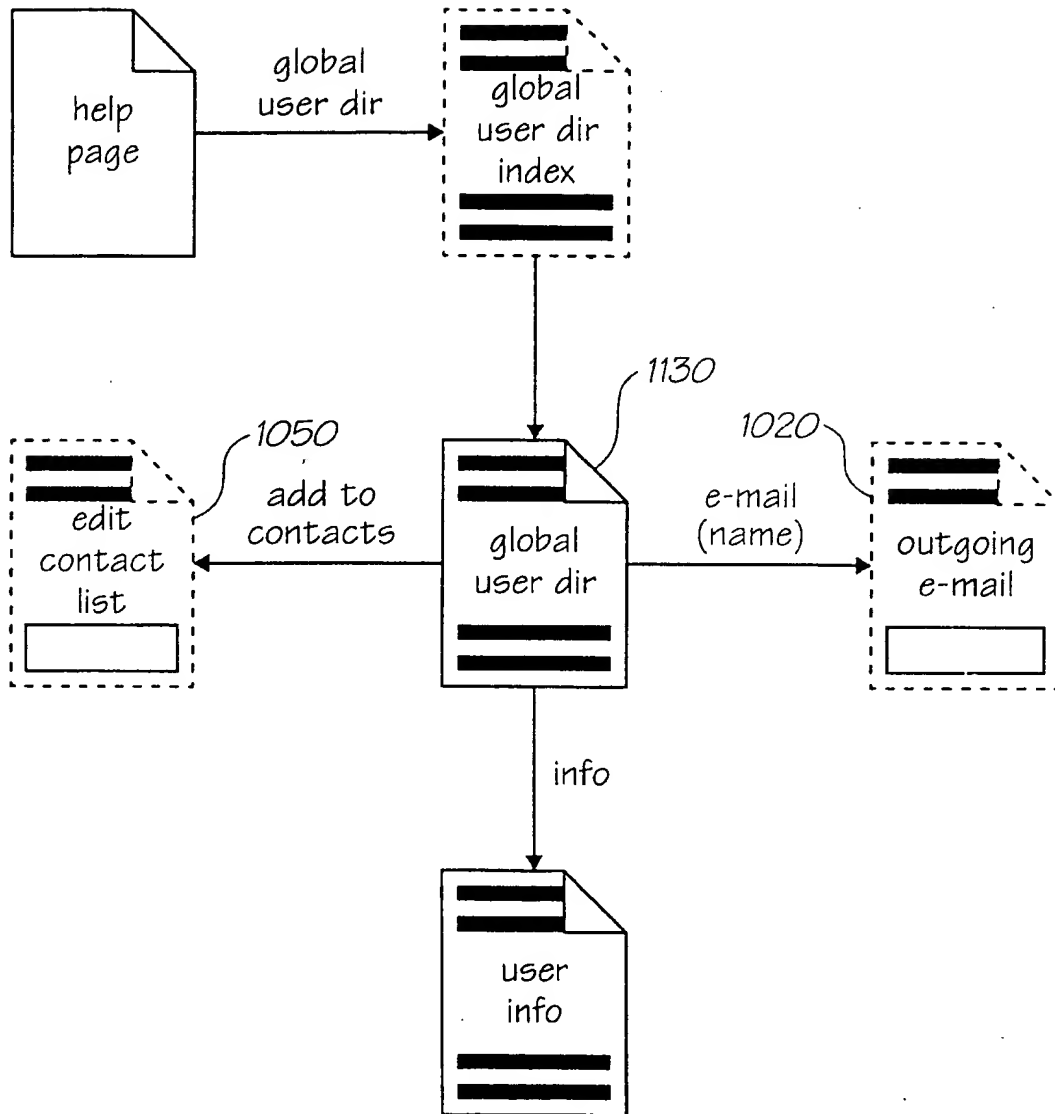 help
page
global
user dir
global
user dir
index
1130
1050
1020
add to
contacts
e-mail
(name)
edit
contact
list
global
user dir
outgoing
e-mail
info
user
info